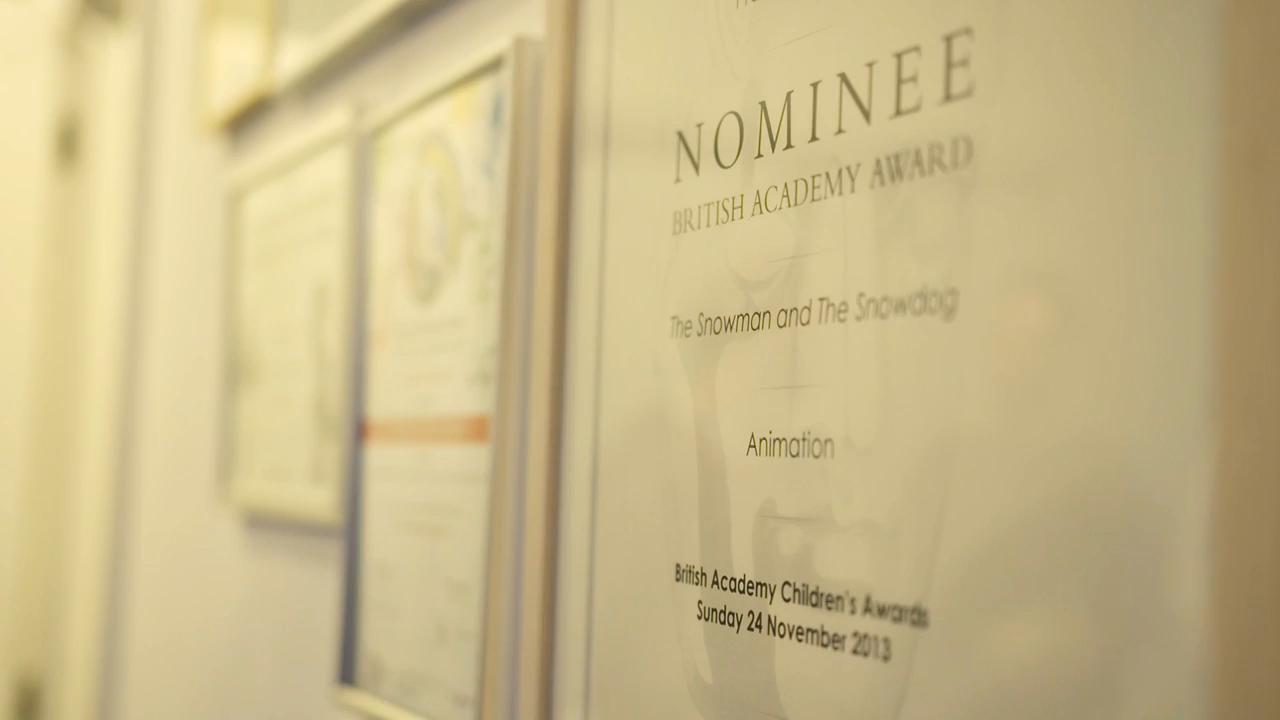 NOMINEE
BRITISH ACADEMY AWARD
The Snowman and The Snowdog
Animation
British Academy Children's Awards
Sunday 24 November 2013